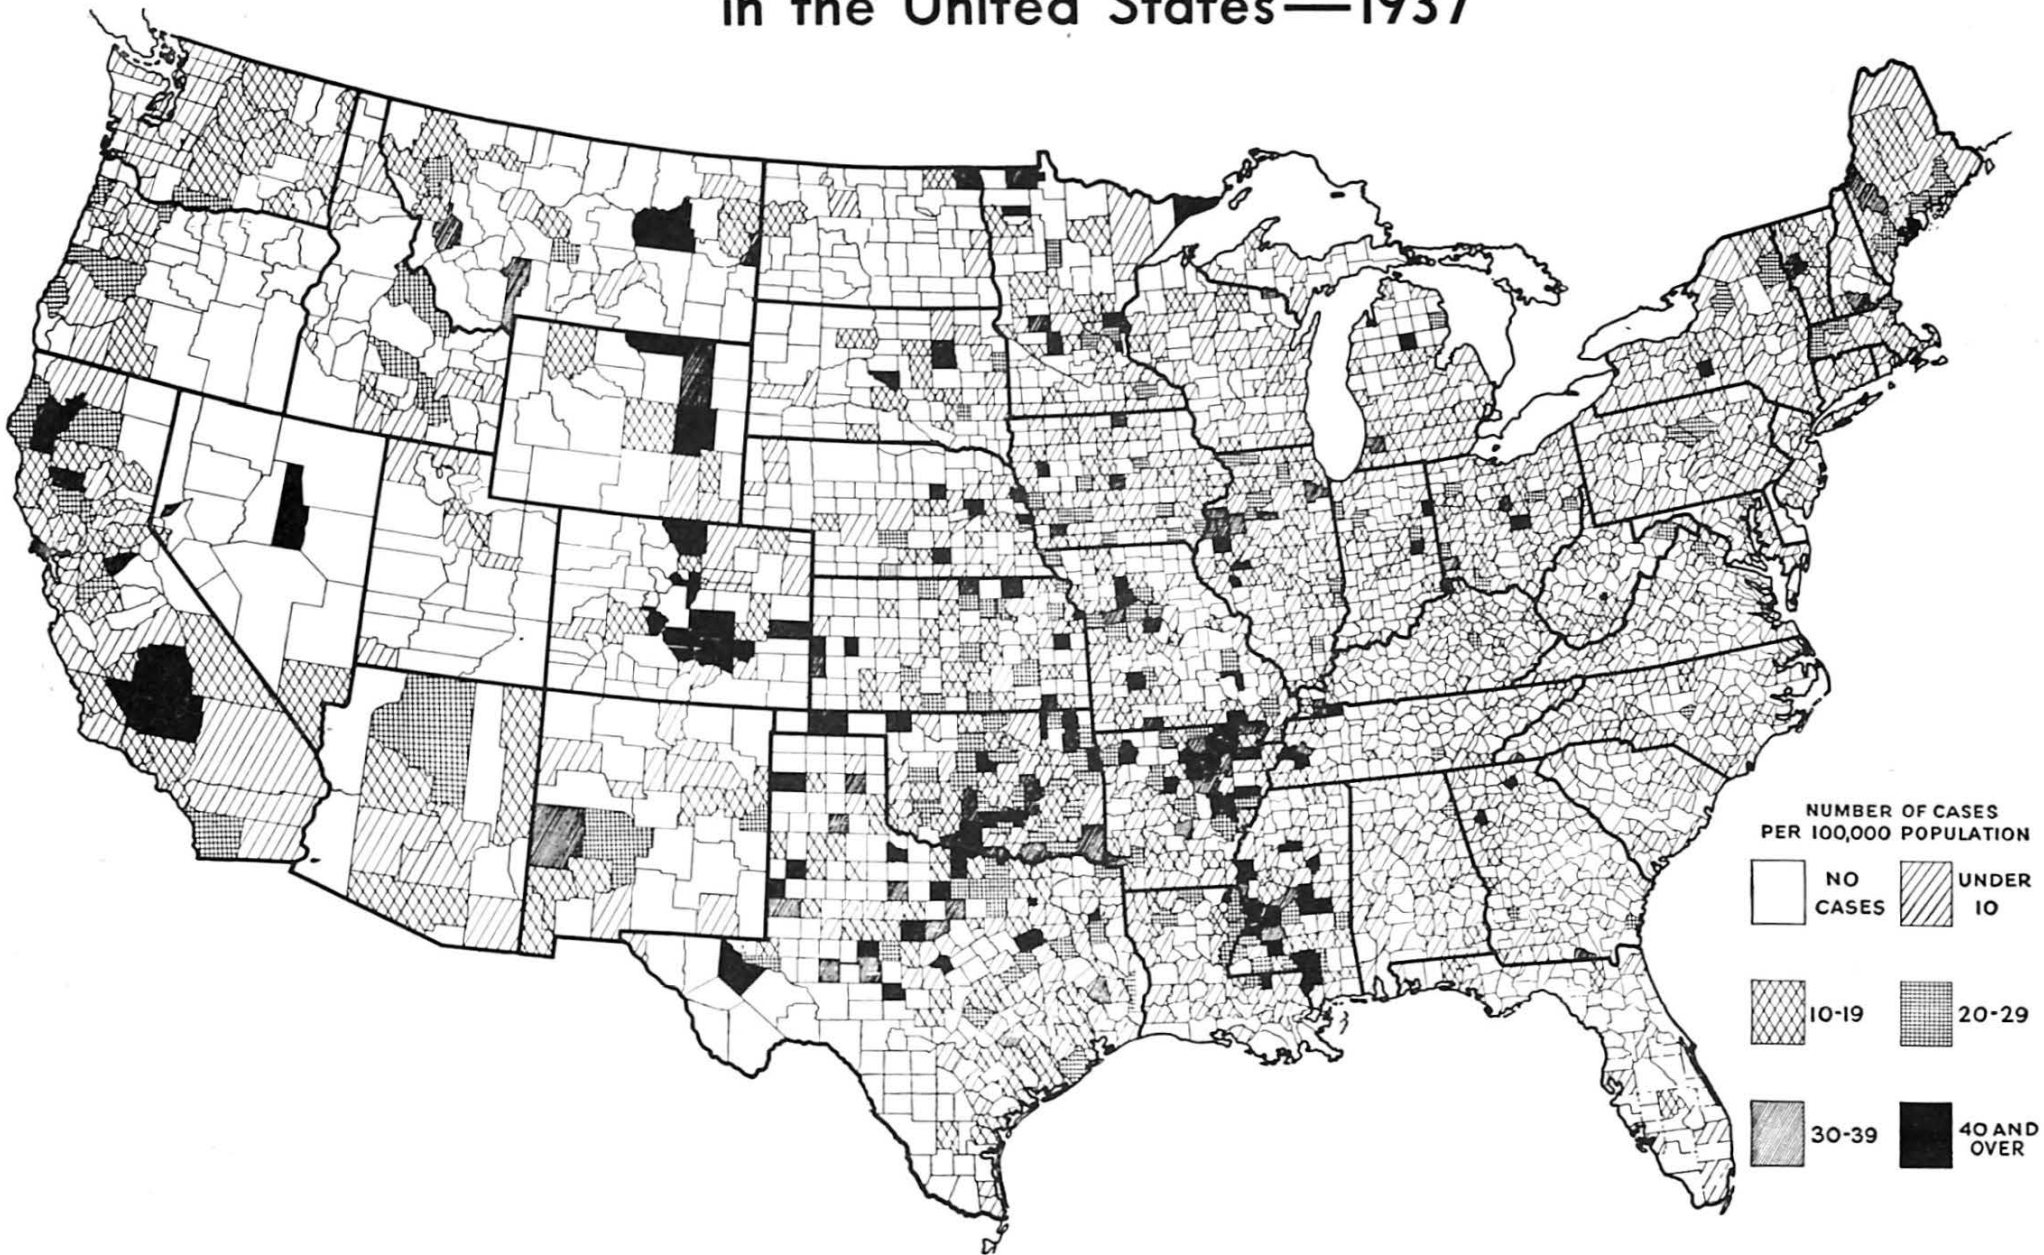 in the United States—1937
NUMBER OF CASES
PER 100,000 POPULATION
NO
CASES
UNDER
10
10-19
20-29
30-39
40 AND
OVER